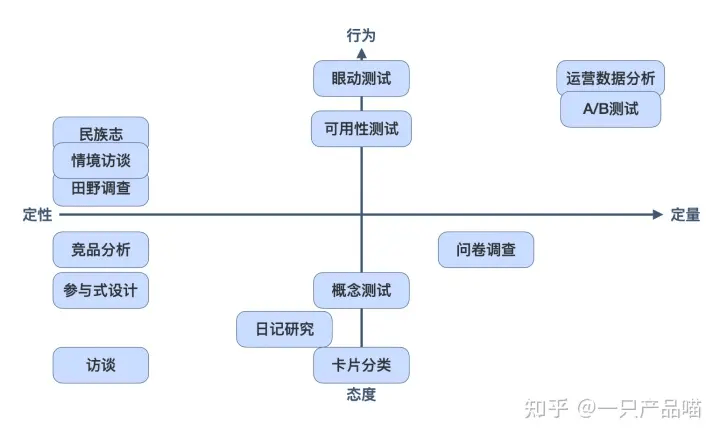 行为
眼动测试
运营数据分析
A/B测试
可用性测试
民族志
情境访谈
田野调查
定性
定量
竞品分析
问卷调查
参与式设计
概念测试
日记研究
访谈
卡片分类
态度
知乎 @一只产品喵